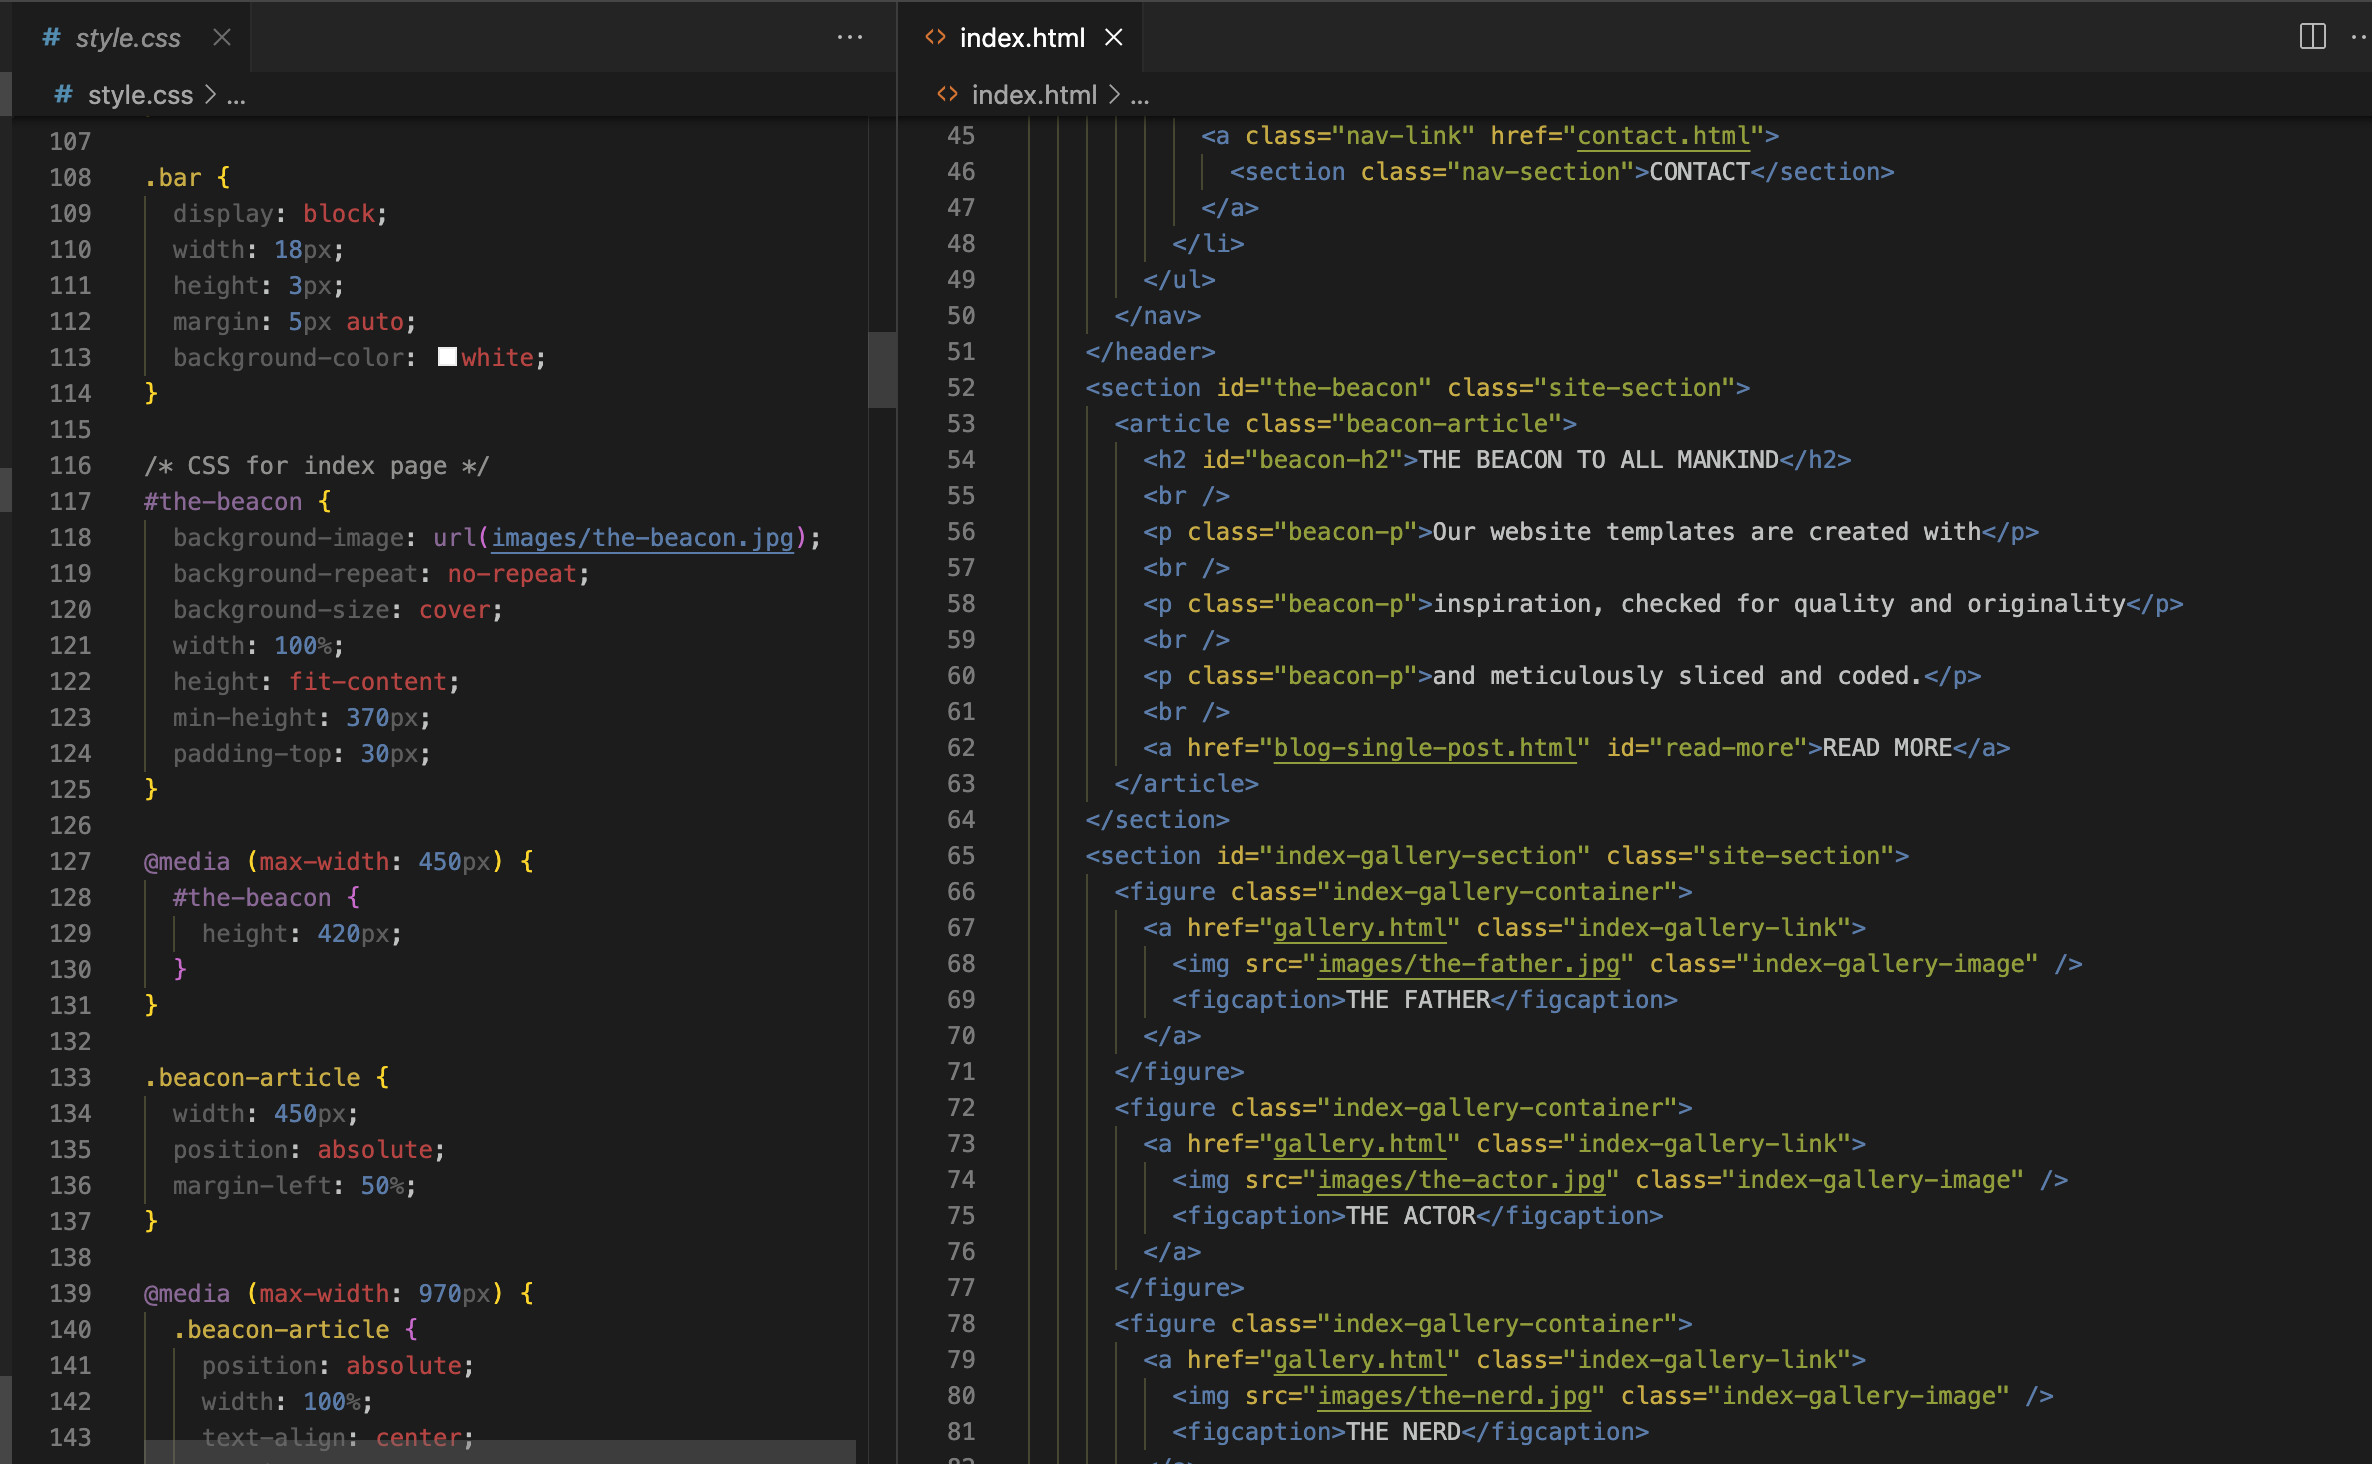 # style.css ×
# style.css > ...
107
108 .bar {
109 display: block;
110 width: 18px;
111 height: 3px;
112 margin: 5px auto;
113 background-color: white;
114 }
115
116 /* CSS for index page */
117 #the-beacon {
118 background-image: url(images/the-beacon.jpg);
119 background-repeat: no-repeat;
120 background-size: cover;
121 width: 100%;
122 height: fit-content;
123 min-height: 370px;
124 padding-top: 30px;
125 }
126
127 @media (max-width: 450px) {
128 #the-beacon {
129 height: 420px;
130 }
131 }
132
133 .beacon-article {
134 width: 450px;
135 position: absolute;
136 margin-left: 50%;
137 }
138
139 @media (max-width: 970px) {
140 .beacon-article {
141 position: absolute;
142 width: 100%;
143 text-align: center;
<> index.html ×
<> index.html > ...
45 <a class="nav-link" href="contact.html">
46 <section class="nav-section">CONTACT</section>
47 </a>
48 </li>
49 </ul>
50 </nav>
51 </header>
52 <section id="the-beacon" class="site-section">
53 <article class="beacon-article">
54 <h2 id="beacon-h2">THE BEACON TO ALL MANKIND</h2>
55 <br />
56 <p class="beacon-p">Our website templates are created with</p>
57 <br />
58 <p class="beacon-p">inspiration, checked for quality and originality</p>
59 <br />
60 <p class="beacon-p">and meticulously sliced and coded.</p>
61 <br />
62 <a href="blog-single-post.html" id="read-more">READ MORE</a>
63 </article>
64 </section>
65 <section id="index-gallery-section" class="site-section">
66 <figure class="index-gallery-container">
67 <a href="gallery.html" class="index-gallery-link">
68 <img src="images/the-father.jpg" class="index-gallery-image" />
69 <figcaption>THE FATHER</figcaption>
70 </a>
71 </figure>
72 <figure class="index-gallery-container">
73 <a href="gallery.html" class="index-gallery-link">
74 <img src="images/the-actor.jpg" class="index-gallery-image" />
75 <figcaption>THE ACTOR</figcaption>
76 </a>
77 </figure>
78 <figure class="index-gallery-container">
79 <a href="gallery.html" class="index-gallery-link">
80 <img src="images/the-nerd.jpg" class="index-gallery-image" />
81 <figcaption>THE NERD</figcaption>